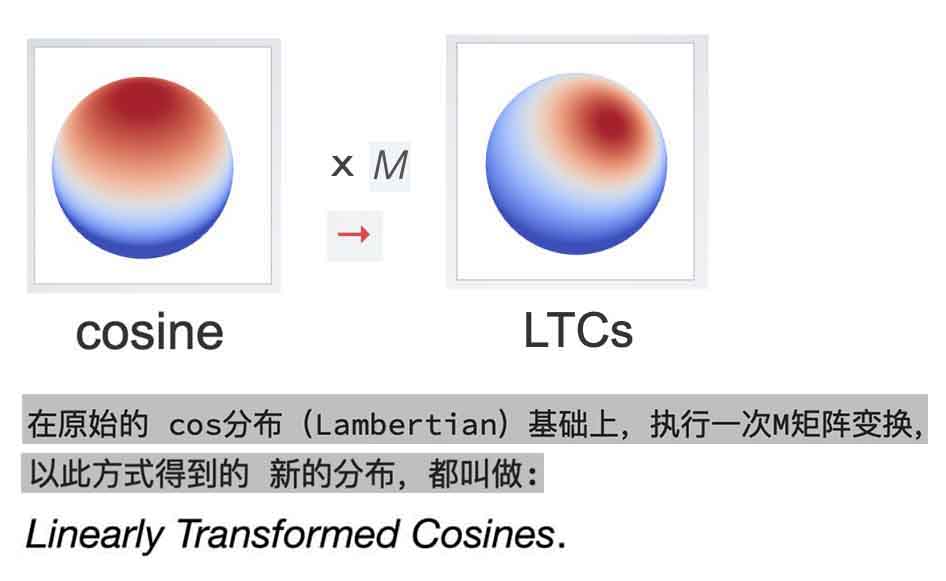 x M
→
cosine
LTCs
在原始的 cos分布（Lambertian）基础上，执行一次M矩阵变换，
以此方式得到的 新的分布，都叫做：
Linearly Transformed Cosines.